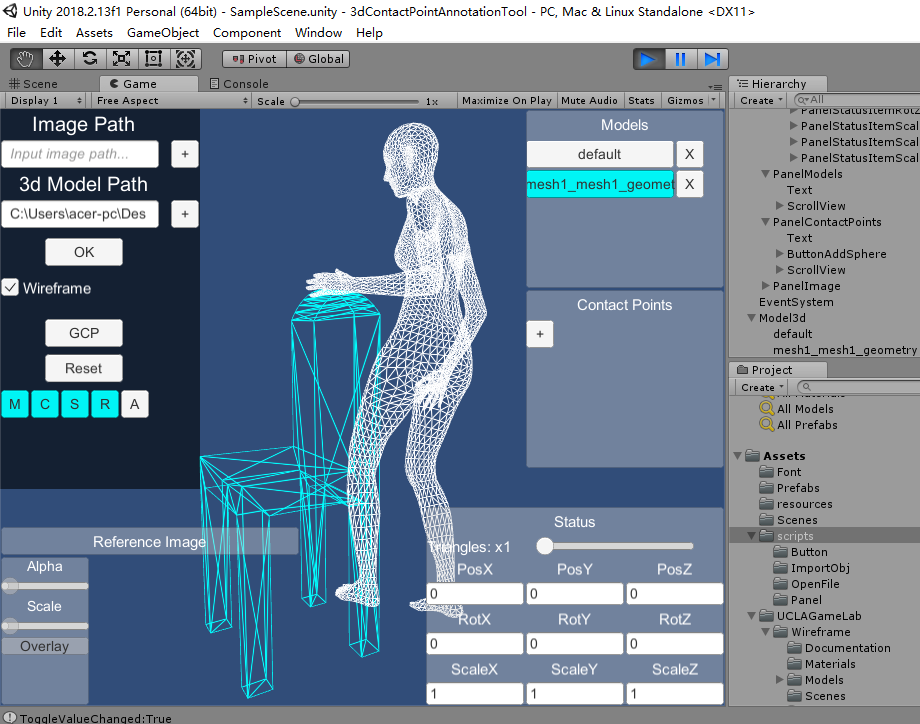 Unity 2018.2.13f1 Personal (64bit) - SampleScene.unity - 3dContactPointAnnotationTool - PC, Mac & Linux Standalone <DX11>
File Edit Assets GameObject Component Window Help
Pivot Global
Scene Game Console
Display 1 Free Aspect Scale 1x Maximize On Play Mute Audio Stats Gizmos
Image Path
Input image path... +
3d Model Path
C:\Users\acer-pc\Des +
OK
Wireframe
GCP
Reset
M C S R A
Reference Image
Alpha
Scale
Overlay
Models
default X
mesh1_mesh1_geomet X
Contact Points
+
Status
Triangles: x1
PosX PosY PosZ
0 0 0
RotX RotY RotZ
0 0 0
ScaleX ScaleY ScaleZ
1 1 1
Hierarchy
Create All
PanelStatusItemRotZ
PanelStatusItemScal
PanelStatusItemScal
PanelStatusItemScal
PanelModels
Text
ScrollView
PanelContactPoints
Text
ButtonAddSphere
ScrollView
PanelImage
EventSystem
Model3d
default
mesh1_mesh1_geometry
Project
Create
All Materials
All Models
All Prefabs
Assets
Font
Prefabs
resources
Scenes
scripts
Button
ImportObj
OpenFile
Panel
UCLAGameLab
Wireframe
Documentation
Materials
Models
Scenes
ToggleValueChanged:True